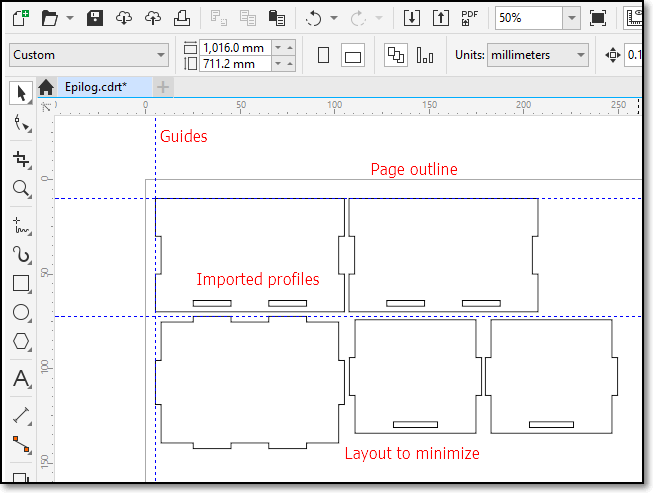 PDF
50%
Custom
1,016.0 mm
711.2 mm
Units:
millimeters
0.1
Epilog.cdrt*
0
50
100
150
200
250
Guides
Page outline
0
Imported profiles
50
100
Layout to minimize
150